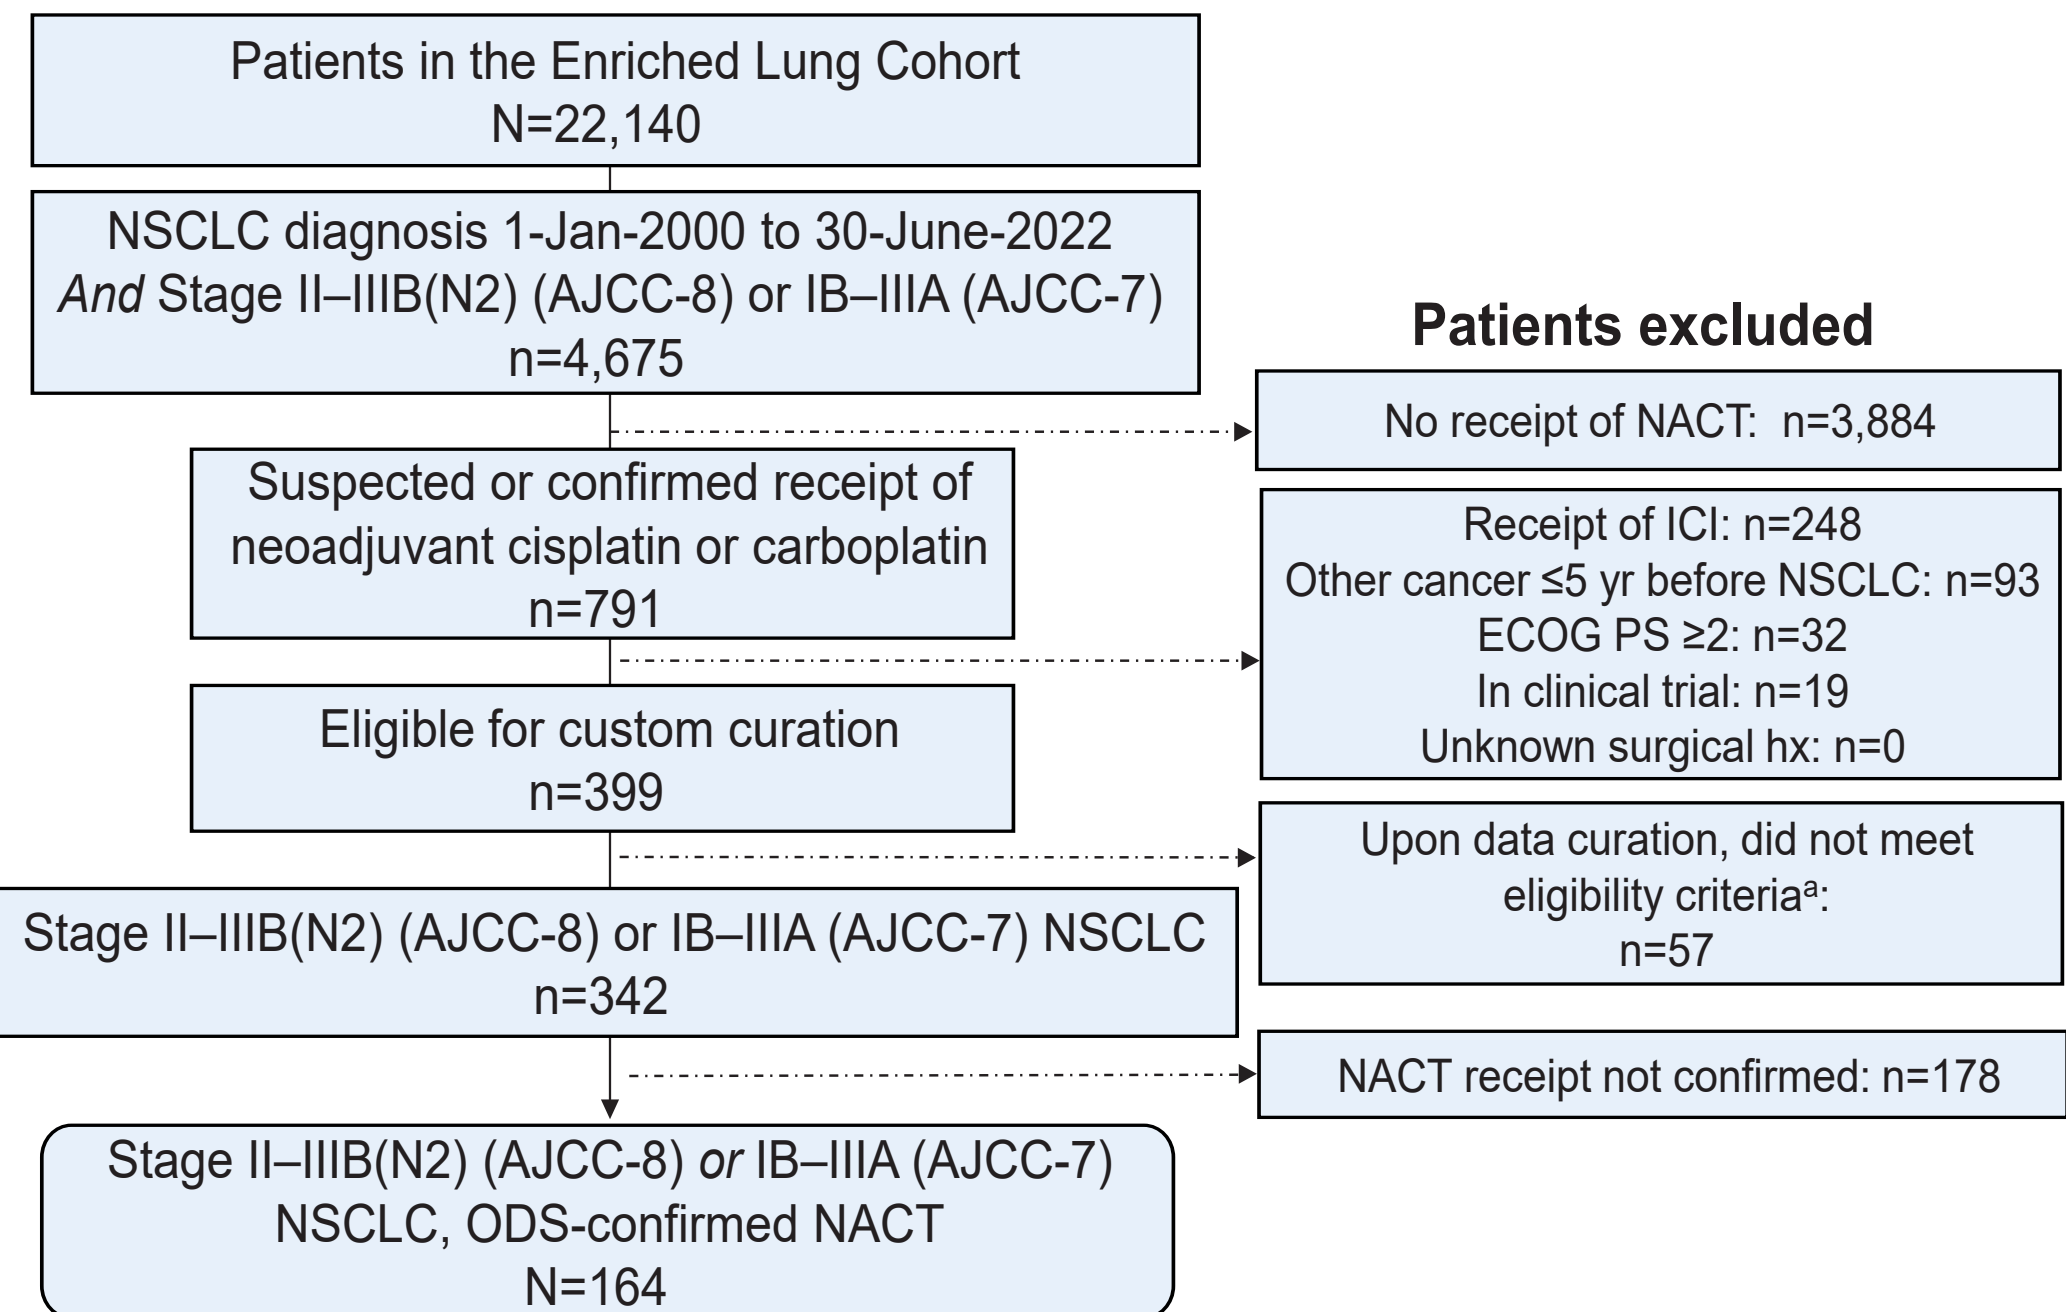 Patients in the Enriched Lung Cohort
N=22,140
NSCLC diagnosis 1-Jan-2000 to 30-June-2022
And Stage II–IIIB(N2) (AJCC-8) or IB–IIIA (AJCC-7)
n=4,675
Patients excluded
No receipt of NACT:  n=3,884
Suspected or confirmed receipt of
neoadjuvant cisplatin or carboplatin
n=791
Receipt of ICI: n=248
Other cancer ≤5 yr before NSCLC: n=93
ECOG PS ≥2: n=32
In clinical trial: n=19
Unknown surgical hx: n=0
Eligible for custom curation
n=399
Upon data curation, did not meet
eligibility criteriaᵃ:
n=57
Stage II–IIIB(N2) (AJCC-8) or IB–IIIA (AJCC-7) NSCLC
n=342
NACT receipt not confirmed: n=178
Stage II–IIIB(N2) (AJCC-8) or IB–IIIA (AJCC-7)
NSCLC, ODS-confirmed NACT
N=164